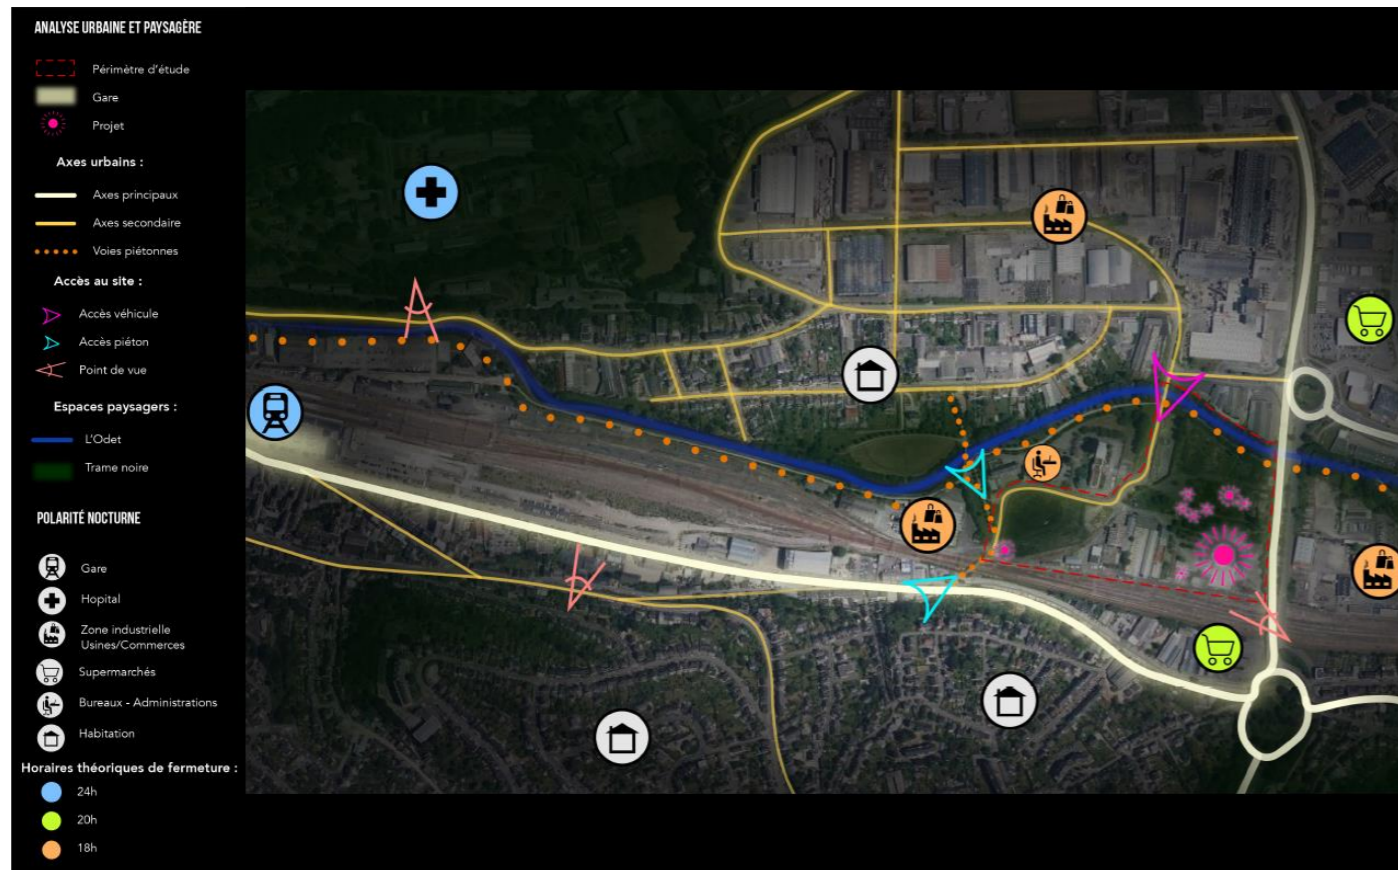 ANALYSE URBAINE ET PAYSAGÈRE
Périmètre d'étude
Gare
Projet
Axes urbains :
Axes principaux
Axes secondaire
Voies piétonnes
Accès au site :
Accès véhicule
Accès piéton
Point de vue
Espaces paysagers :
L'Odet
Trame noire
POLARITÉ NOCTURNE
Gare
Hopital
Zone industrielle
Usines/Commerces
Supermarchés
Bureaux - Administrations
Habitation
Horaires théoriques de fermeture :
24h
20h
18h